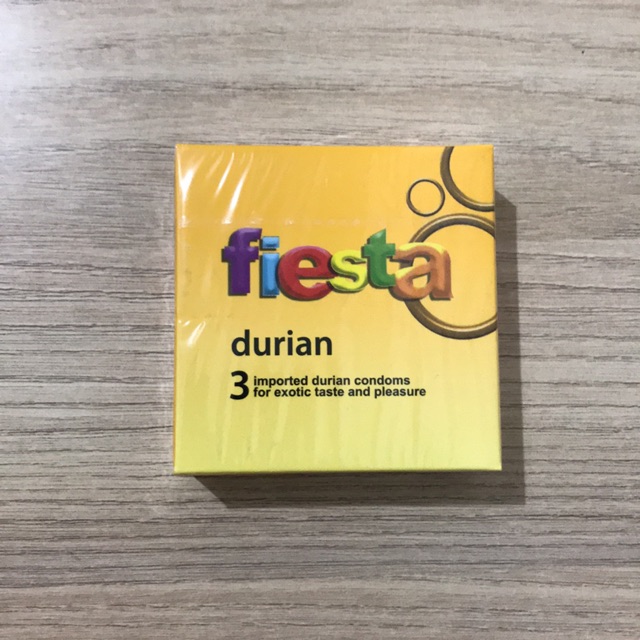 fiesta
durian
3 imported durian condoms
for exotic taste and pleasure